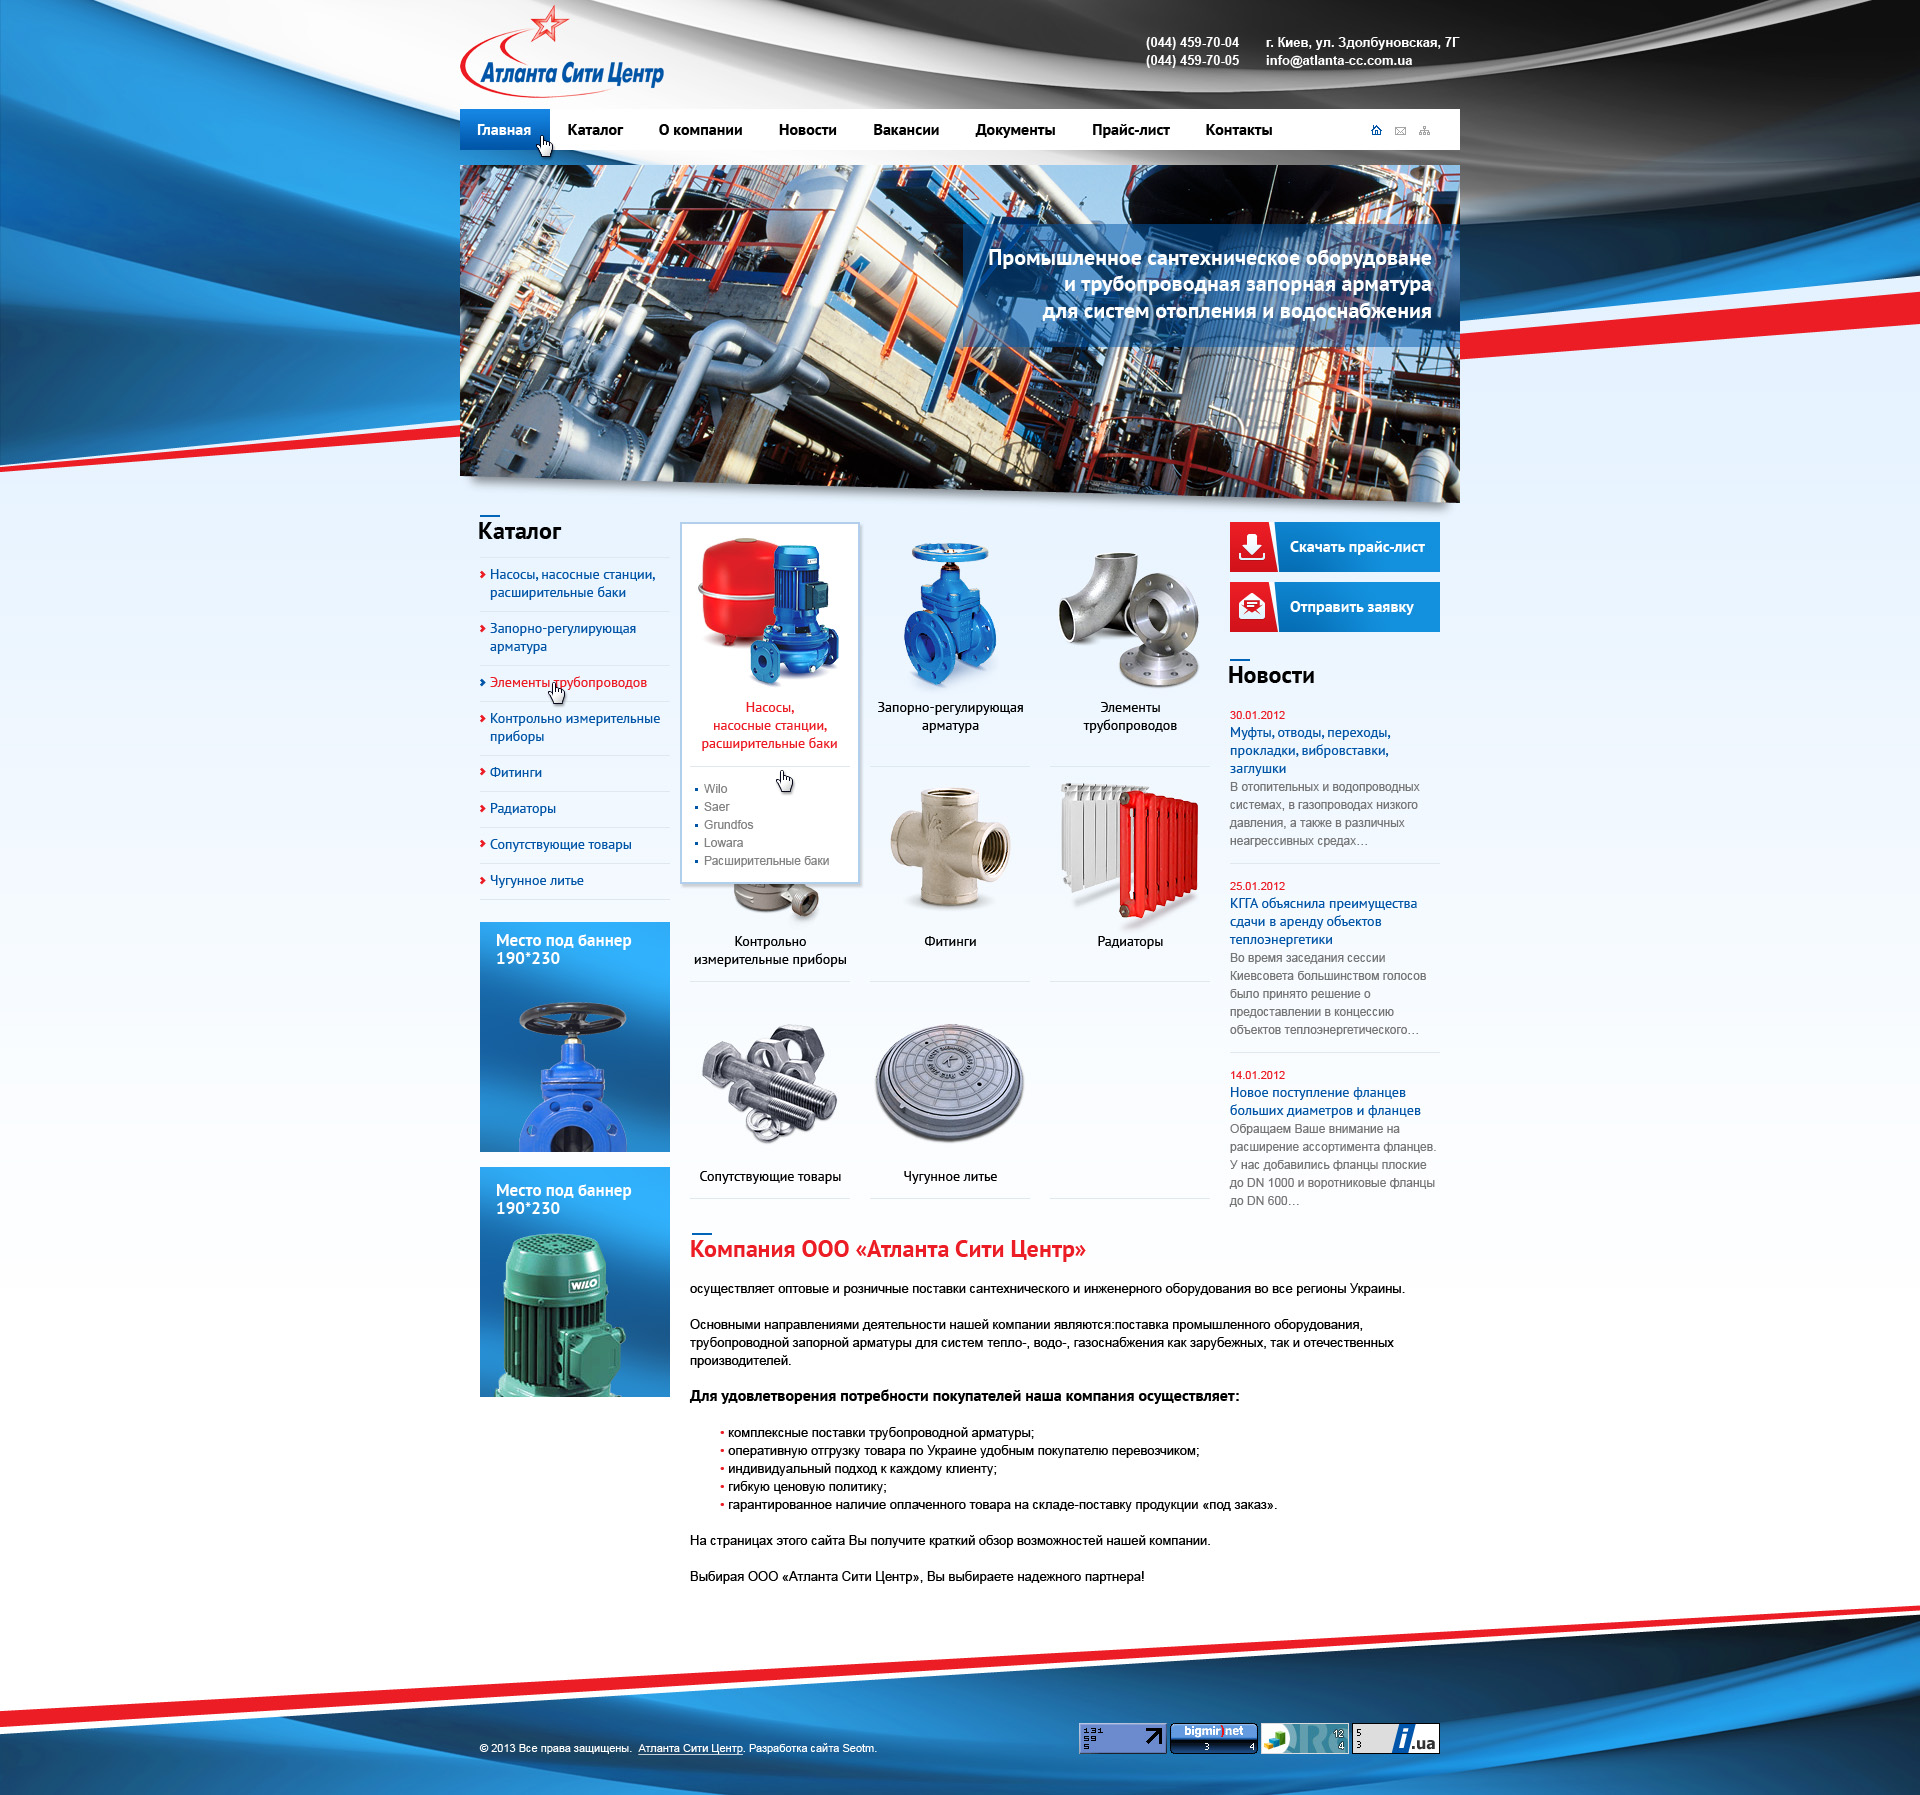 Атланта Сити Центр
(044) 459-70-04
(044) 459-70-05
г. Киев, ул. Здолбуновская, 7Г
info@atlanta-cc.com.ua
Главная Каталог О компании Новости Вакансии Документы Прайс-лист Контакты
Промышленное сантехническое оборудоване
и трубопроводная запорная арматура
для систем отопления и водоснабжения
Каталог
Насосы, насосные станции,
расширительные баки
Запорно-регулирующая
арматура
Элементы трубопроводов
Контрольно измерительные
приборы
Фитинги
Радиаторы
Сопутствующие товары
Чугунное литье
Место под баннер
190*230
Место под баннер
190*230
WILO
Насосы,
насосные станции,
расширительные баки
Wilo
Saer
Grundfos
Lowara
Расширительные баки
Запорно-регулирующая
арматура
Элементы
трубопроводов
Контрольно
измерительные приборы
Фитинги
Радиаторы
Сопутствующие товары
Чугунное литье
Скачать прайс-лист
Отправить заявку
Новости
30.01.2012
Муфты, отводы, переходы,
прокладки, вибровставки,
заглушки
В отопительных и водопроводных
системах, в газопроводах низкого
давления, а также в различных
неагрессивных средах…
25.01.2012
КГГА объяснила преимущества
сдачи в аренду объектов
теплоэнергетики
Во время заседания сессии
Киевсовета большинством голосов
было принято решение о
предоставлении в концессию
объектов теплоэнергетического…
14.01.2012
Новое поступление фланцев
больших диаметров и фланцев
Обращаем Ваше внимание на
расширение ассортимента фланцев.
У нас добавились фланцы плоские
до DN 1000 и воротниковые фланцы
до DN 600…
Компания ООО «Атланта Сити Центр»
осуществляет оптовые и розничные поставки сантехнического и инженерного оборудования во все регионы Украины.
Основными направлениями деятельности нашей компании являются:поставка промышленного оборудования,
трубопроводной запорной арматуры для систем тепло-, водо-, газоснабжения как зарубежных, так и отечественных
производителей.
Для удовлетворения потребности покупателей наша компания осуществляет:
• комплексные поставки трубопроводной арматуры;
• оперативную отгрузку товара по Украине удобным покупателю перевозчиком;
• индивидуальный подход к каждому клиенту;
• гибкую ценовую политику;
• гарантированное наличие оплаченного товара на складе-поставку продукции «под заказ».
На страницах этого сайта Вы получите краткий обзор возможностей нашей компании.
Выбирая ООО «Атланта Сити Центр», Вы выбираете надежного партнера!
© 2013 Все права защищены. Атланта Сити Центр. Разработка сайта Seotm.
131
59
5
bigmir)net
3 4
12
4
5
3
i.ua